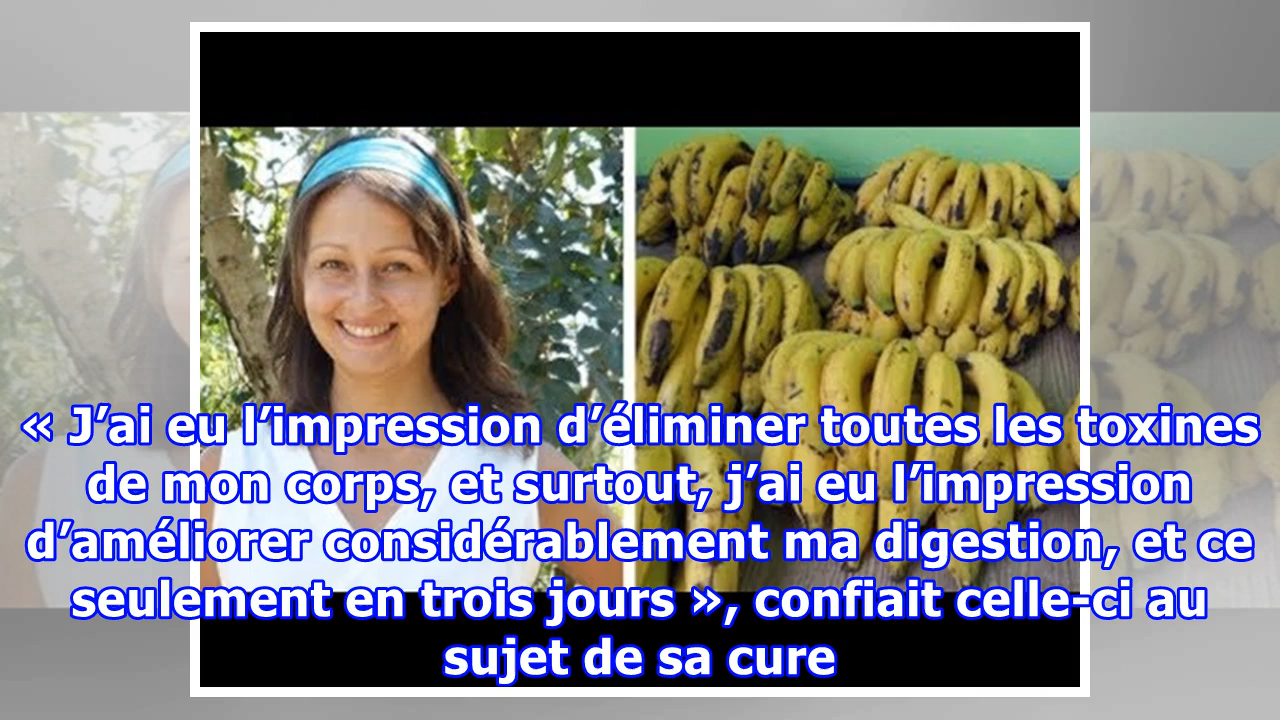 « J’ai eu l’impression d’éliminer toutes les toxines
de mon corps, et surtout, j’ai eu l’impression
d’améliorer considérablement ma digestion, et ce
seulement en trois jours », confiait celle-ci au
sujet de sa cure